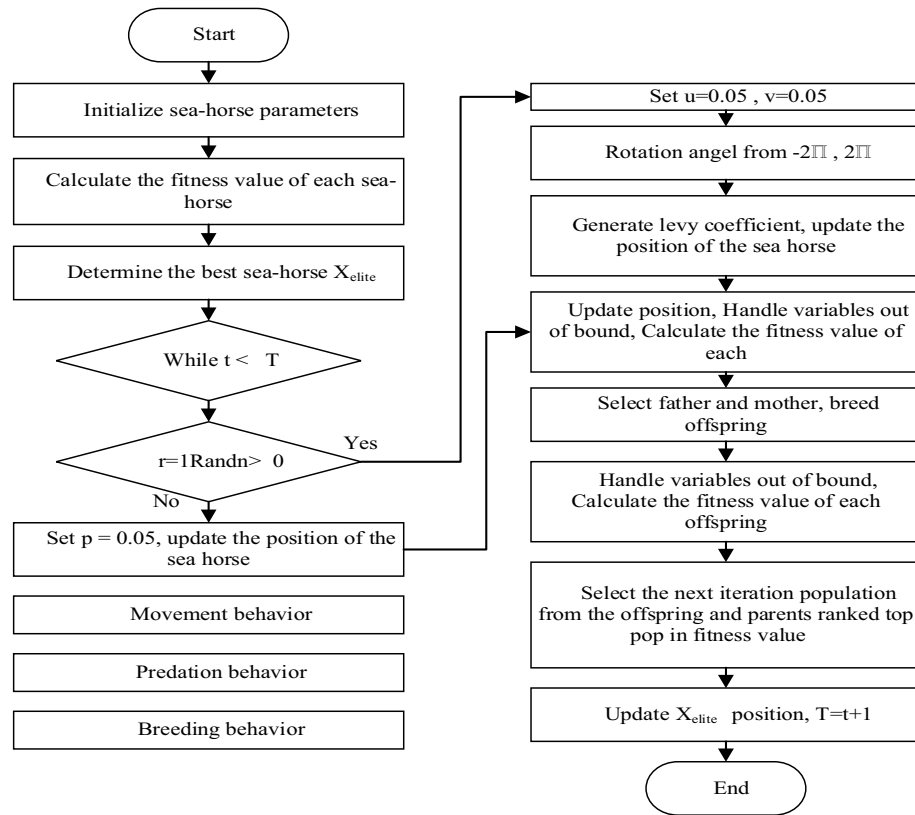 Start
Initialize sea-horse parameters
Calculate the fitness value of each sea-
horse
Determine the best sea-horse Xelite
While t < T
r=1Randn> 0
Yes
No
Set p = 0.05, update the position of the
sea horse
Movement behavior
Predation behavior
Breeding behavior
Set u=0.05 , v=0.05
Rotation angel from -2Π , 2Π
Generate levy coefficient, update the
position of the sea horse
Update position, Handle variables out
of bound, Calculate the fitness value of
each
Select father and mother, breed
offspring
Handle variables out of bound,
Calculate the fitness value of each
offspring
Select the next iteration population
from the offspring and parents ranked top
pop in fitness value
Update Xelite position, T=t+1
End